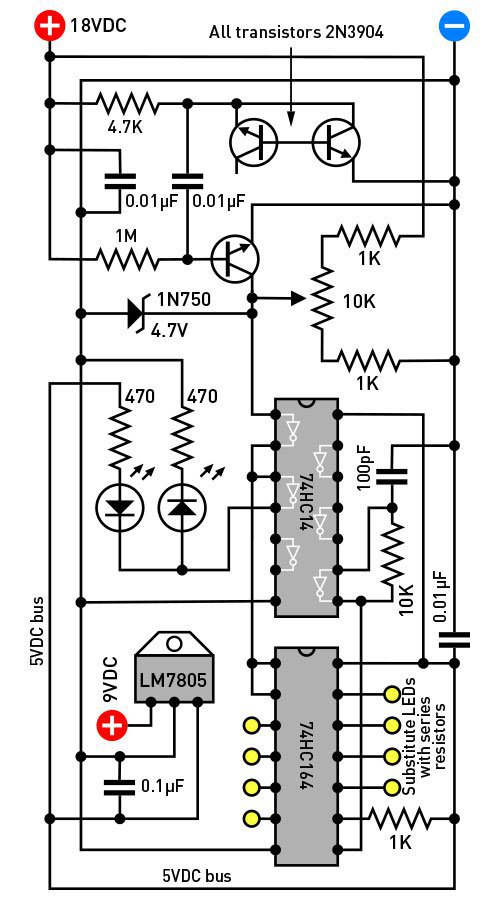 18VDC
All transistors 2N3904
4.7K
0.01μF
0.01μF
1M
1K
1N750
10K
4.7V
1K
470
470
74HC14
100pF
10K
0.01μF
5VDC bus
9VDC
LM7805
74HC164
Substitute LEDs
with series
resistors
0.1μF
1K
5VDC bus